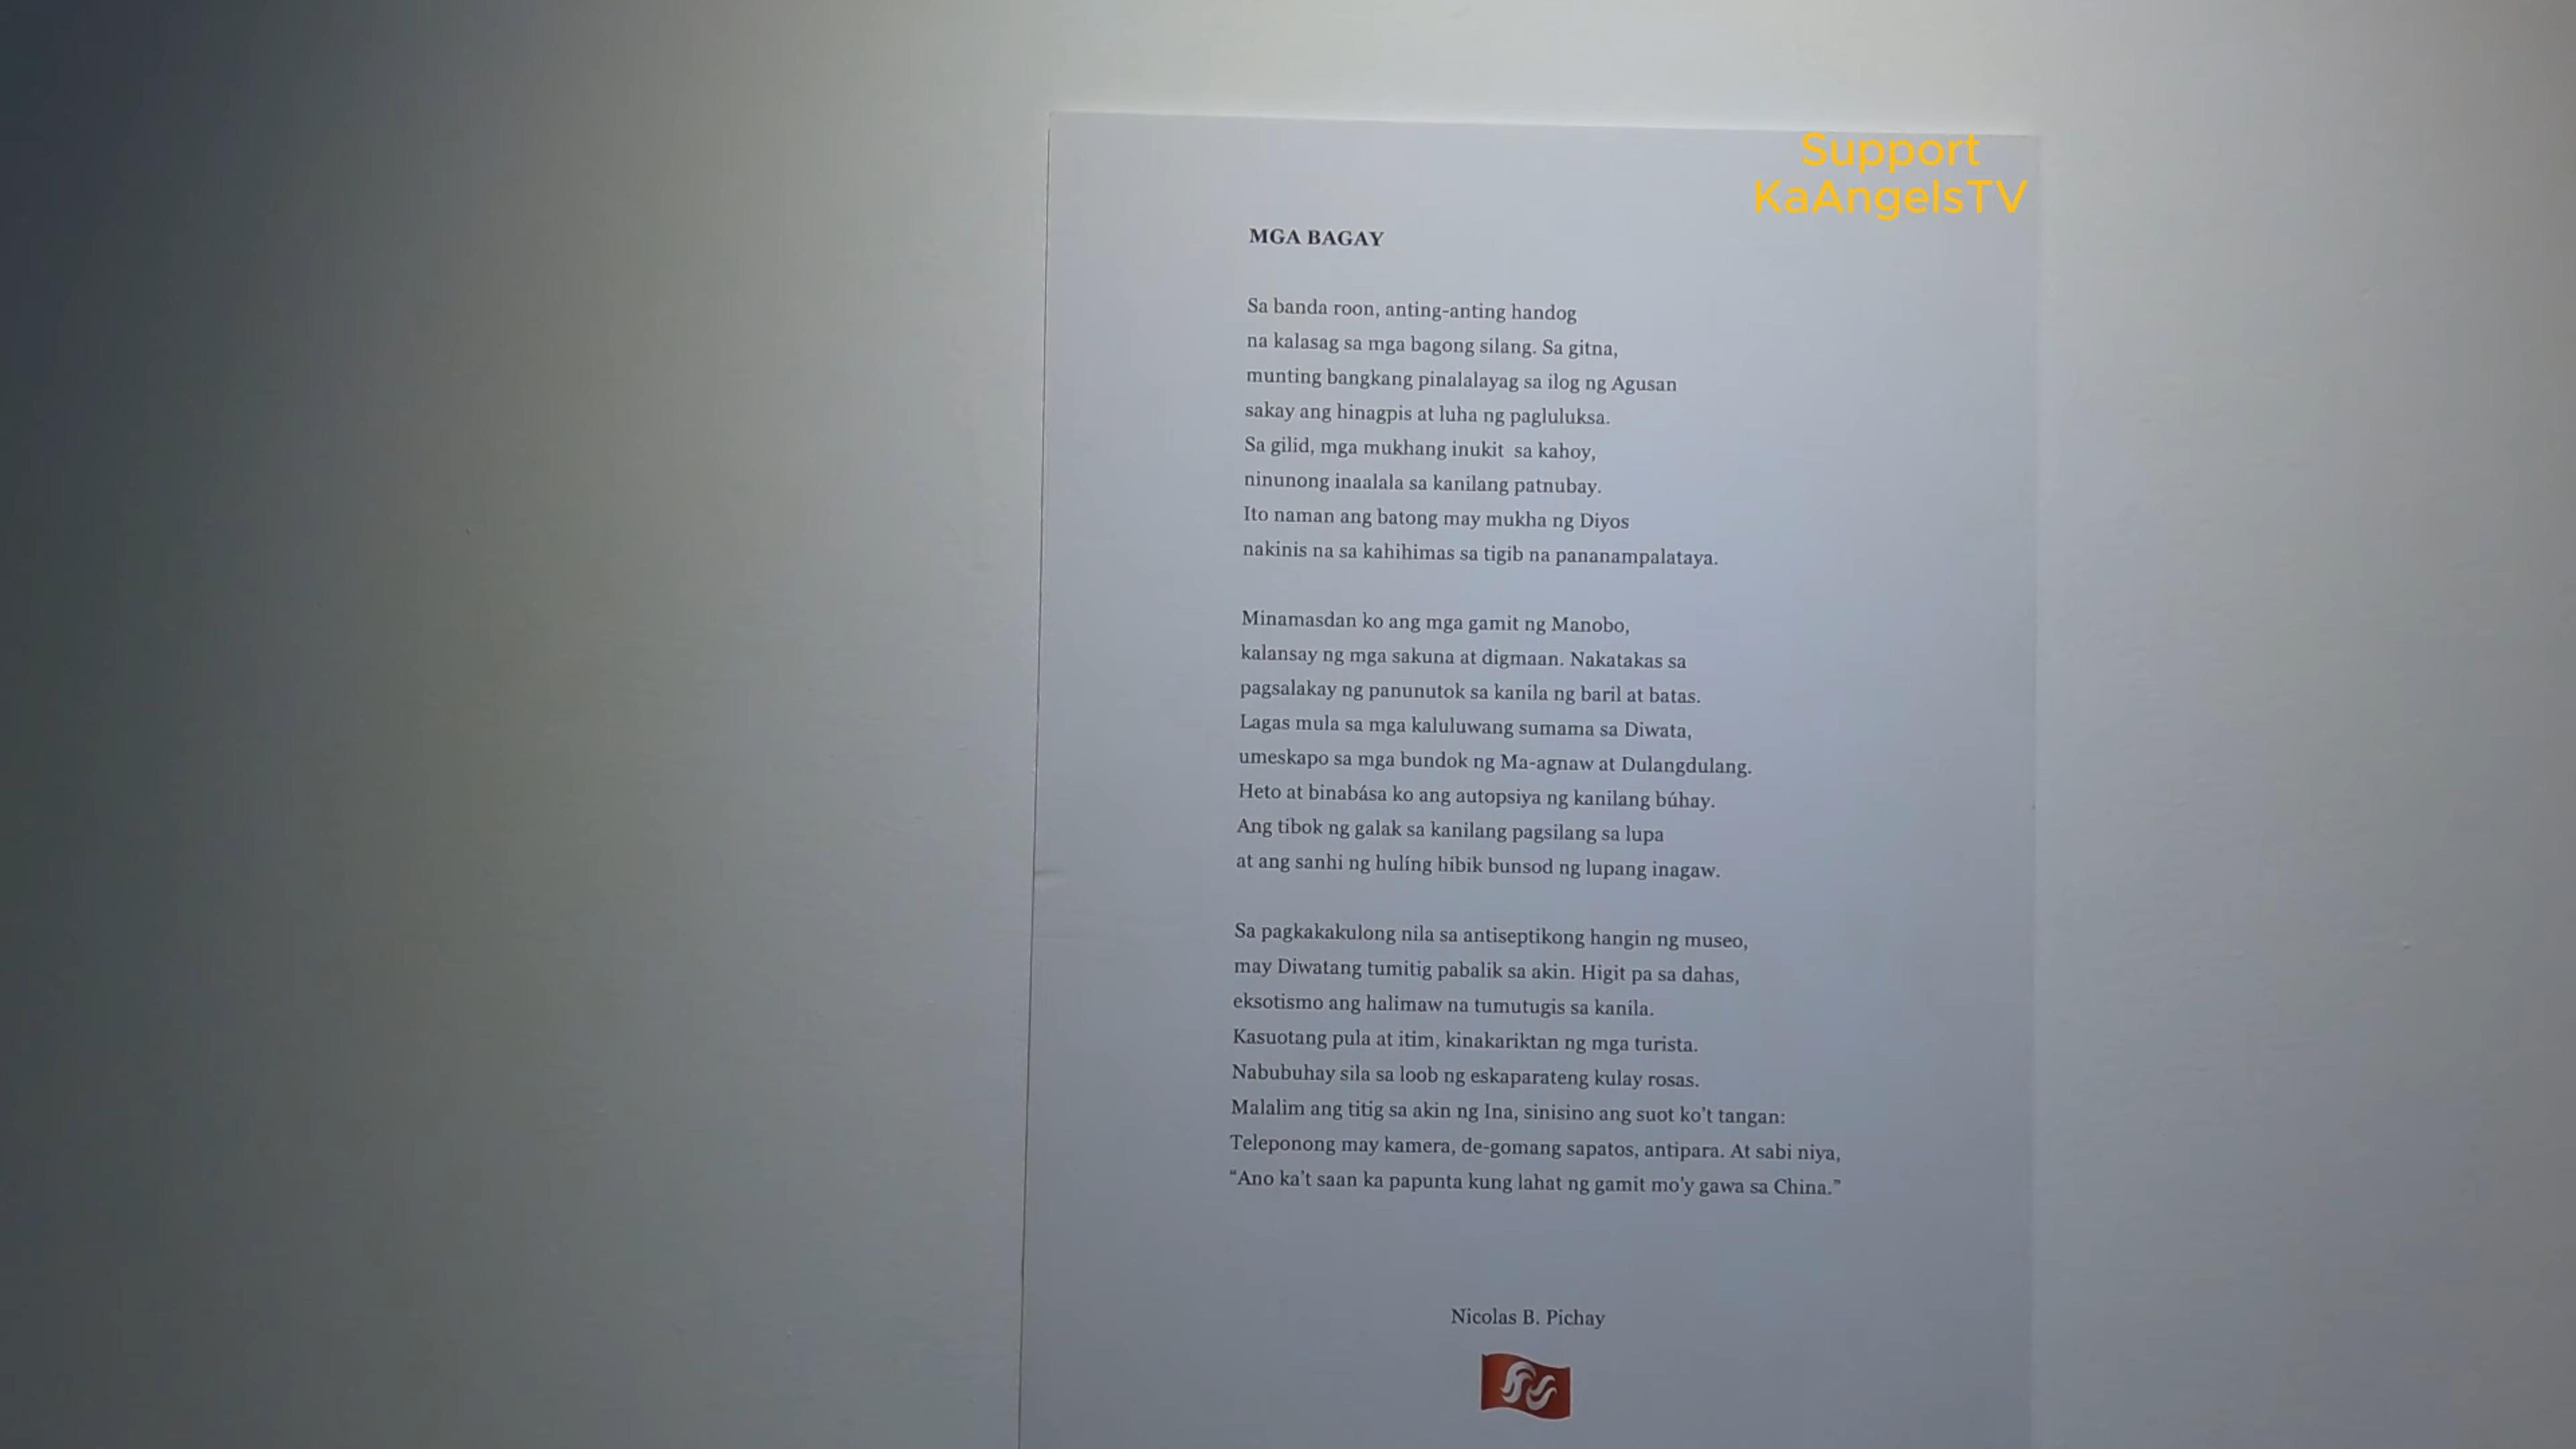 Support
KaAngelsTV
MGA BAGAY
Sa banda roon, anting-anting handog
na kalasag sa mga bagong silang. Sa gitna,
munting bangkang pinalalayag sa ilog ng Agusan
sakay ang hinagpis at luha ng pagluluksa.
Sa gilid, mga mukhang inukit sa kahoy,
ninunong inaalala sa kanilang patnubay.
Ito naman ang batong may mukha ng Diyos
nakinis na sa kahihimas sa tigib na pananampalataya.
Minamasdan ko ang mga gamit ng Manobo,
kalansay ng mga sakuna at digmaan. Nakatakas sa
pagsalakay ng panunutok sa kanila ng baril at batas.
Lagas mula sa mga kaluluwang sumama sa Diwata,
umeskapo sa mga bundok ng Ma-agnaw at Dulangdulang.
Heto at binabása ko ang autopsiya ng kanilang búhay.
Ang tibok ng galak sa kanilang pagsilang sa lupa
at ang sanhi ng hulíng hibik bunsod ng lupang inagaw.
Sa pagkakakulong nila sa antiseptikong hangin ng museo,
may Diwatang tumitig pabalik sa akin. Higit pa sa dahas,
eksotismo ang halimaw na tumutugis sa kanila.
Kasuotang pula at itim, kinakariktan ng mga turista.
Nabubuhay sila sa loob ng eskaparateng kulay rosas.
Malalim ang titig sa akin ng Ina, sinisino ang suot ko’t tangan:
Teleponong may kamera, de-gomang sapatos, antipara. At sabi niya,
“Ano ka’t saan ka papunta kung lahat ng gamit mo’y gawa sa China.”
Nicolas B. Pichay